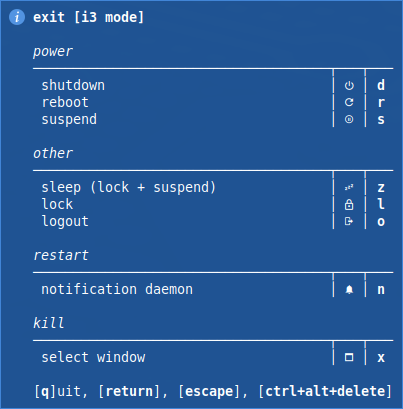 exit [i3 mode]
power
shutdown d
reboot r
suspend s
other
sleep (lock + suspend) z
lock l
logout o
restart
notification daemon n
kill
select window x
[q]uit, [return], [escape], [ctrl+alt+delete]